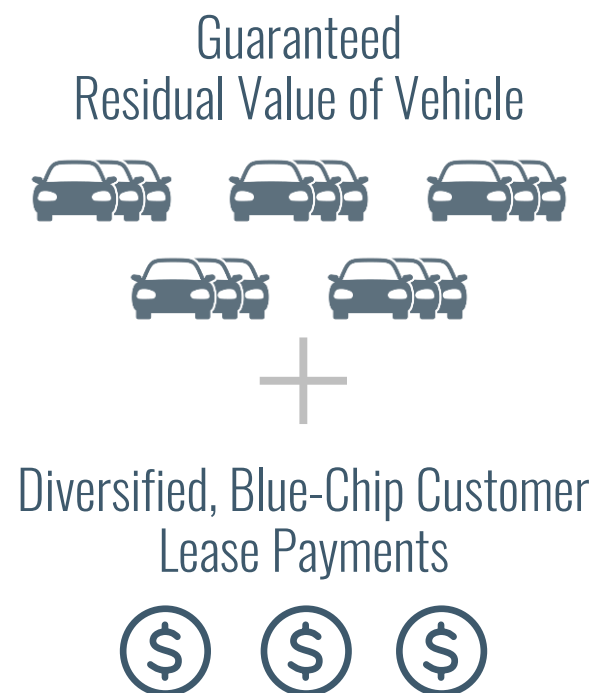 Guaranteed
Residual Value of Vehicle
+
Diversified, Blue-Chip Customer
Lease Payments
$ $ $